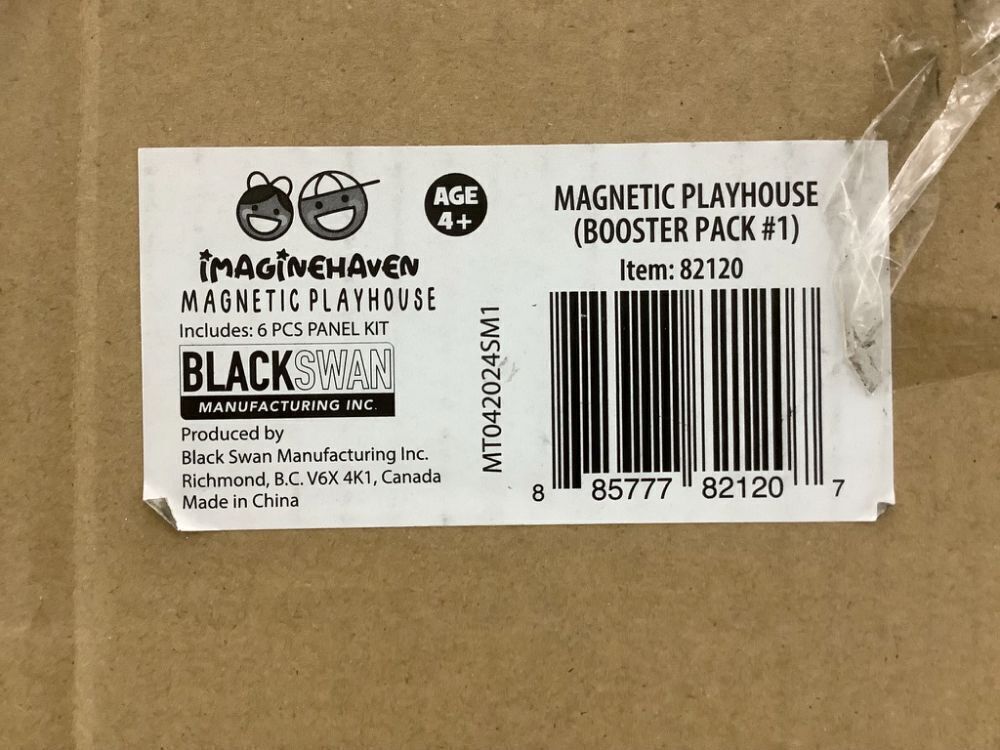 AGE
4+
iMAGiNEHAVEN
MAGNETIC PLAYHOUSE
Includes: 6 PCS PANEL KIT
BLACKSWAN
MANUFACTURING INC.
Produced by
Black Swan Manufacturing Inc.
Richmond, B.C. V6X 4K1, Canada
Made in China
MT042024SM1
MAGNETIC PLAYHOUSE
(BOOSTER PACK #1)
Item: 82120
8 85777 82120 7